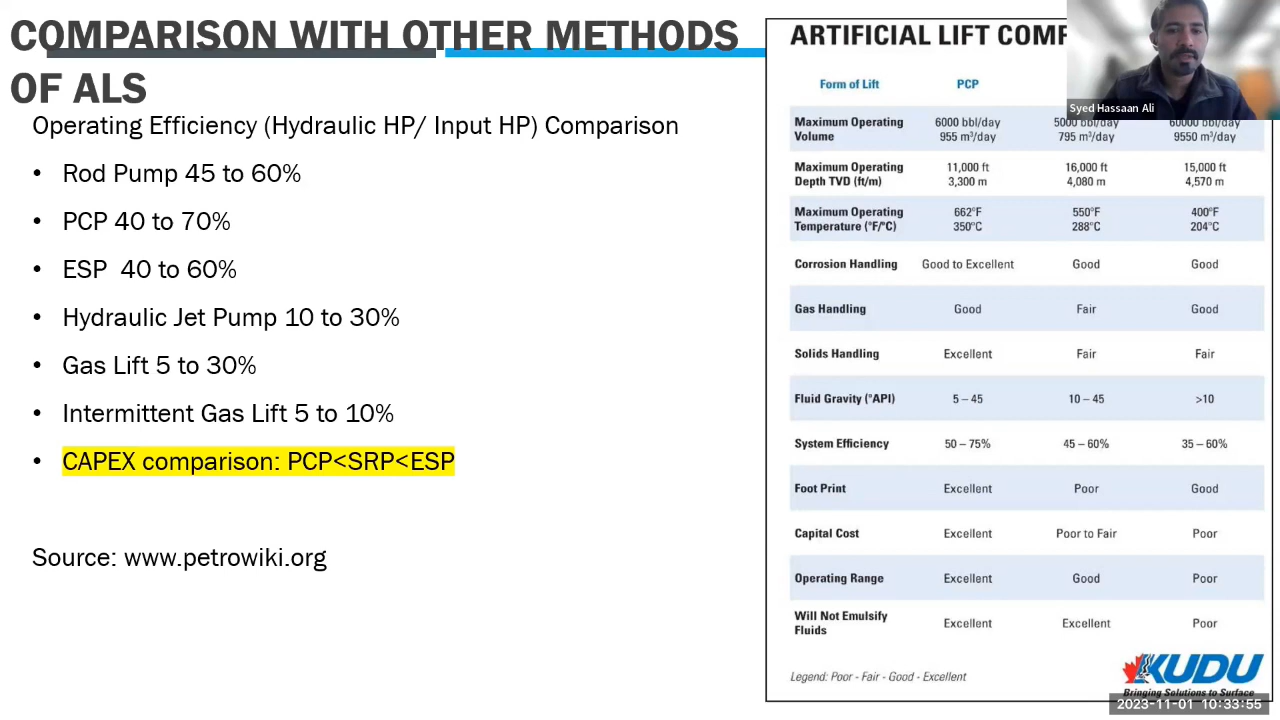 COMPARISON WITH OTHER METHODS
OF ALS
Operating Efficiency (Hydraulic HP/ Input HP) Comparison
• Rod Pump 45 to 60%
• PCP 40 to 70%
• ESP 40 to 60%
• Hydraulic Jet Pump 10 to 30%
• Gas Lift 5 to 30%
• Intermittent Gas Lift 5 to 10%
• CAPEX comparison: PCP<SRP<ESP
Source: www.petrowiki.org
ARTIFICIAL LIFT
Syed Hassaan Ali
Form of Lift PCP
Maximum Operating Volume 6000 bbl/day 955 m³/day 5000 bbl/day 795 m³/day 60000 bbl/day 9550 m³/day
Maximum Operating Depth TVD (ft/m) 11,000 ft 3,300 m 16,000 ft 4,080 m 15,000 ft 4,570 m
Maximum Operating Temperature (°F/°C) 662°F 350°C 550°F 288°C 400°F 204°C
Corrosion Handling Good to Excellent Good Good
Gas Handling Good Fair Good
Solids Handling Excellent Fair Fair
Fluid Gravity (°API) 5 – 45 10 – 45 >10
System Efficiency 50 – 75% 45 – 60% 35 – 60%
Foot Print Excellent Poor Good
Capital Cost Excellent Poor to Fair Poor
Operating Range Excellent Good Poor
Will Not Emulsify Fluids Excellent Excellent Poor
Legend: Poor - Fair - Good - Excellent
KUDU
Bringing Solutions to Surface
2023-11-01 10:33:55